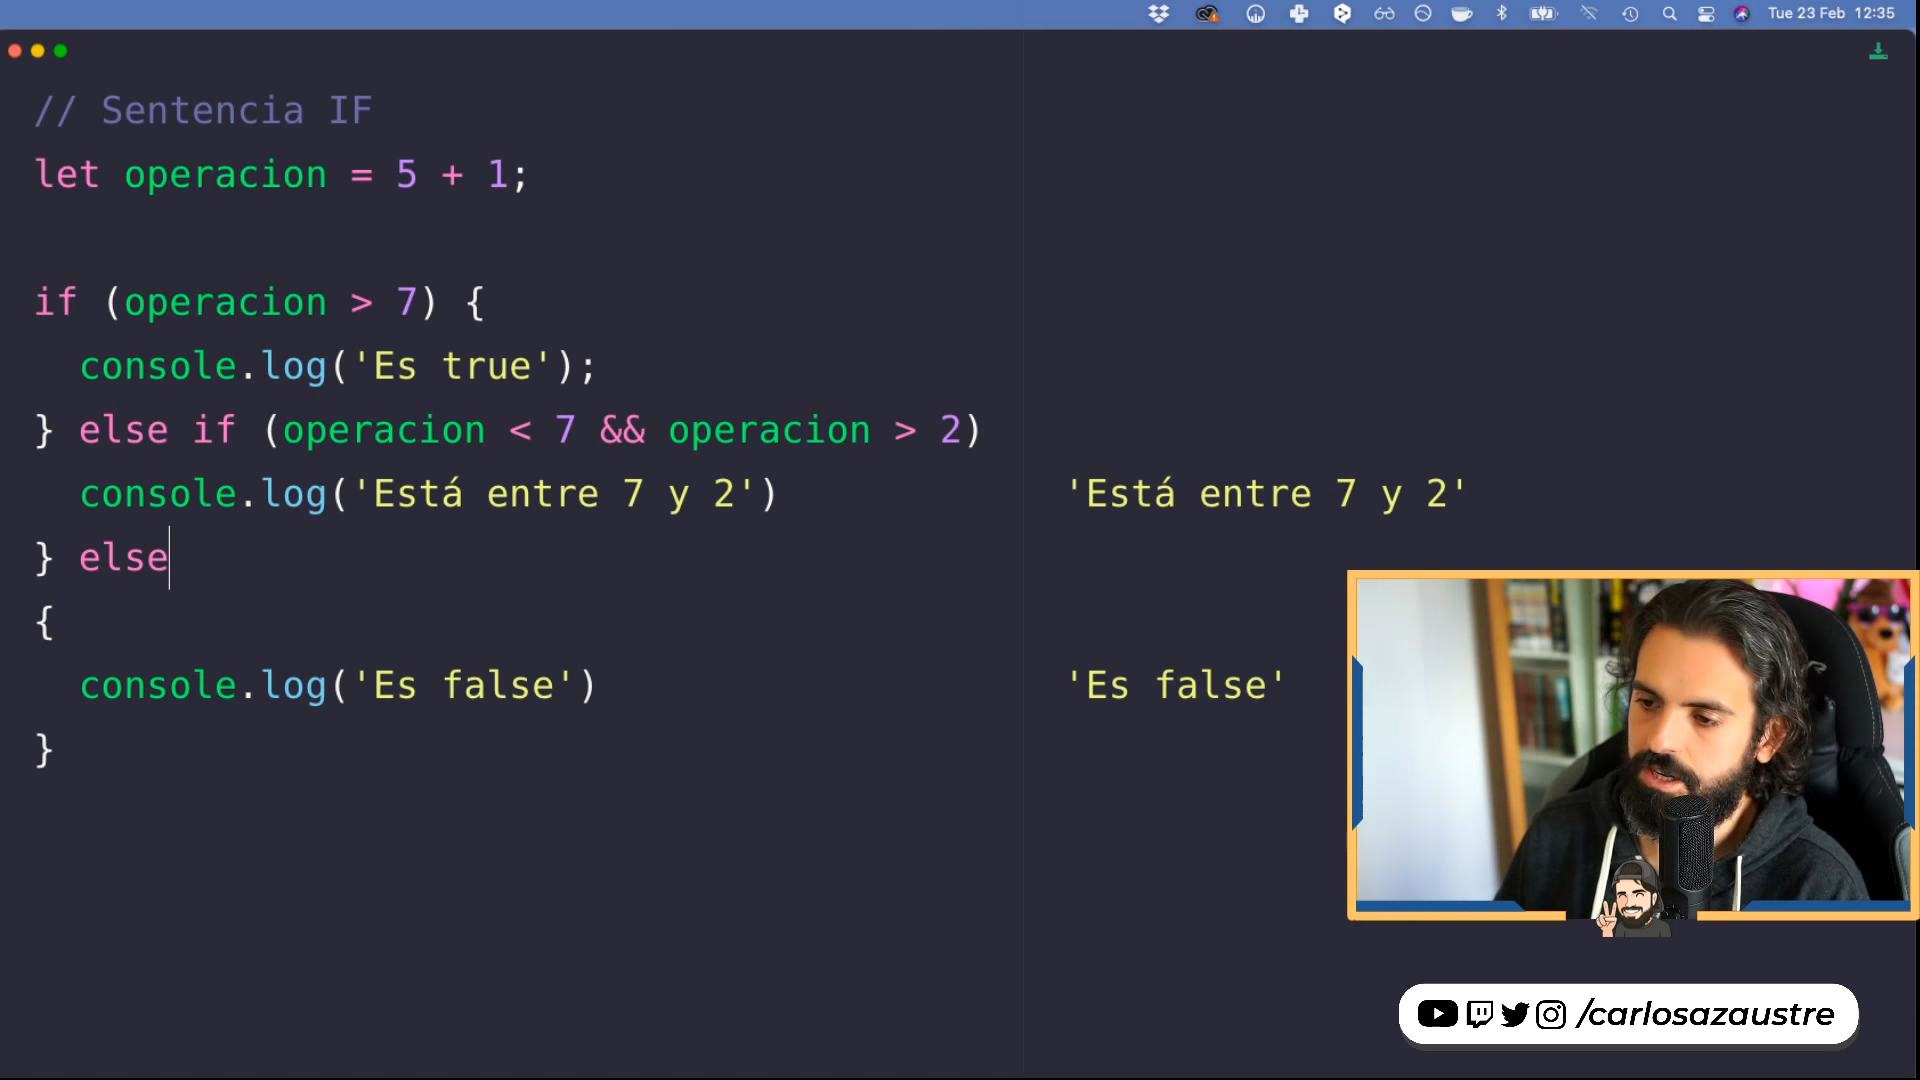 Tue 23 Feb 12:35
// Sentencia IF
let operacion = 5 + 1;
if (operacion > 7) {
console.log('Es true');
} else if (operacion < 7 && operacion > 2)
console.log('Está entre 7 y 2')
'Está entre 7 y 2'
} else
{
console.log('Es false')
'Es false'
}
/carlosazaustre